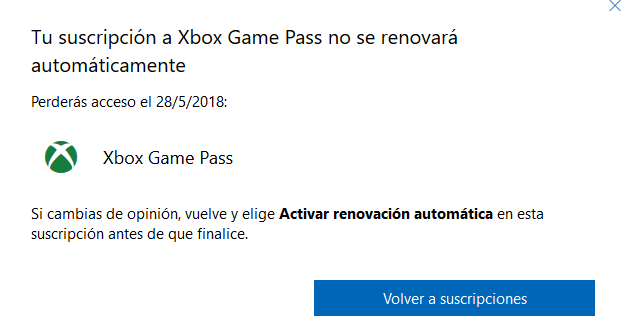 Tu suscripción a Xbox Game Pass no se renovará
automáticamente
Perderás acceso el 28/5/2018:
Xbox Game Pass
Si cambias de opinión, vuelve y elige Activar renovación automática en esta
suscripción antes de que finalice.
Volver a suscripciones